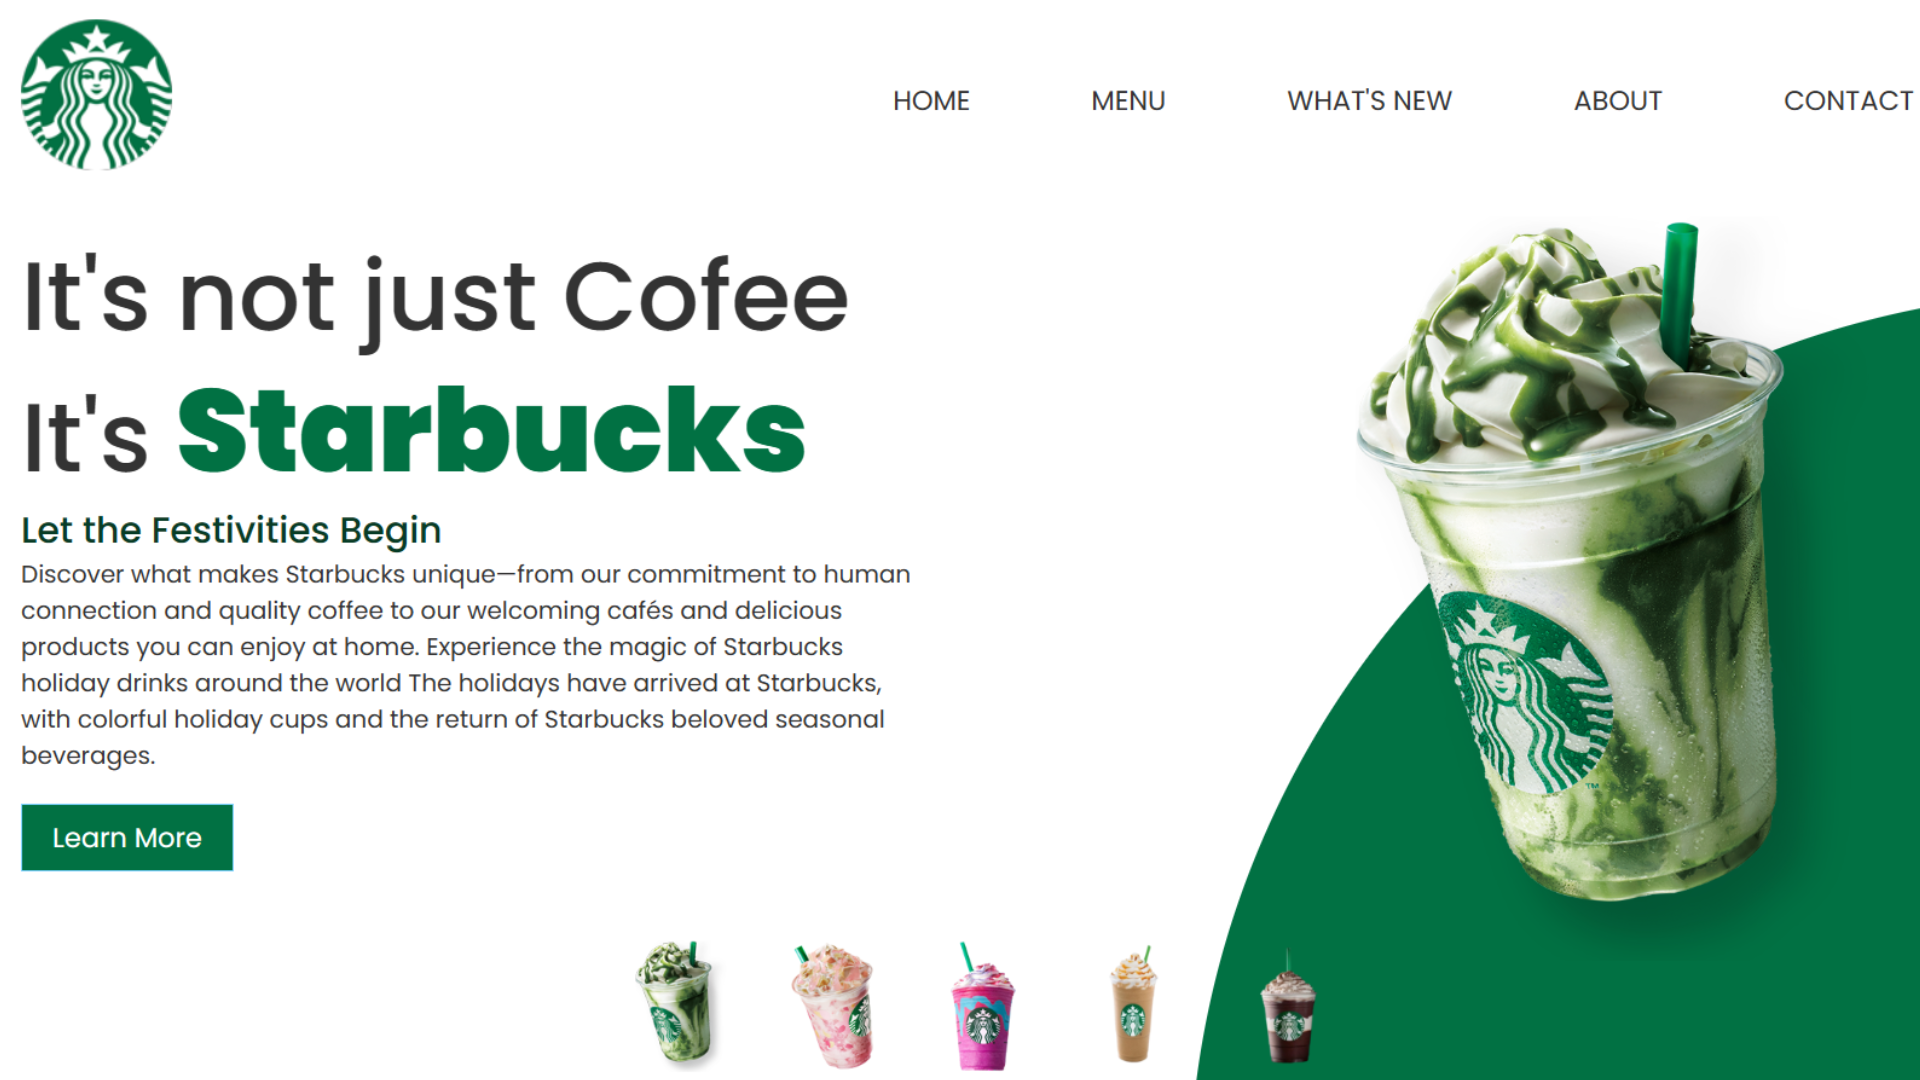 HOME MENU WHAT'S NEW ABOUT CONTACT
It's not just Cofee
It's Starbucks
Let the Festivities Begin
Discover what makes Starbucks unique—from our commitment to human
connection and quality coffee to our welcoming cafés and delicious
products you can enjoy at home. Experience the magic of Starbucks
holiday drinks around the world The holidays have arrived at Starbucks,
with colorful holiday cups and the return of Starbucks beloved seasonal
beverages.
Learn More
TM